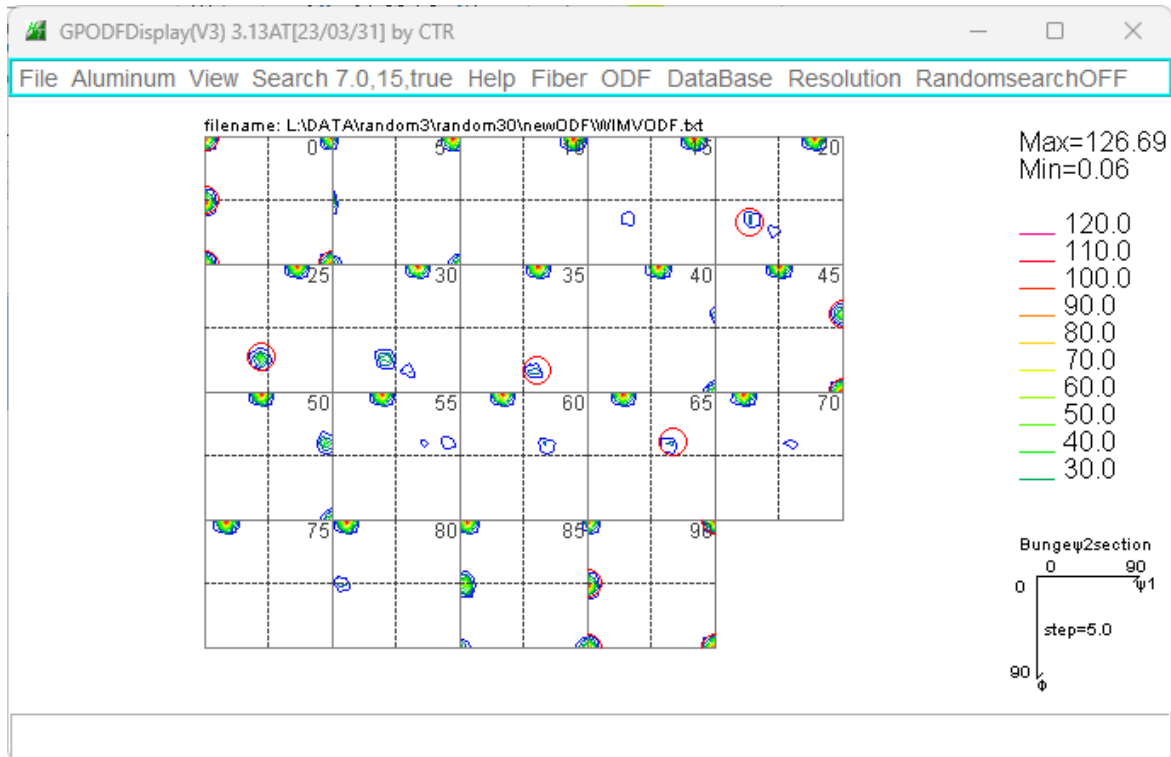 GPODFDisplay(V3) 3.13AT[23/03/31] by CTR
File Aluminum View Search 7.0,15,true Help Fiber ODF DataBase Resolution RandomsearchOFF
filename: L:\DATA\random3\random30\newODF\WIMVODF.txt
0 5 10 15 20
25 30 35 40 45
50 55 60 65 70
75 80 85 90
Max=126.69
Min=0.06
120.0
110.0
100.0
90.0
80.0
70.0
60.0
50.0
40.0
30.0
Bungeψ2section
0 90
0 ψ1
step=5.0
90
Φ